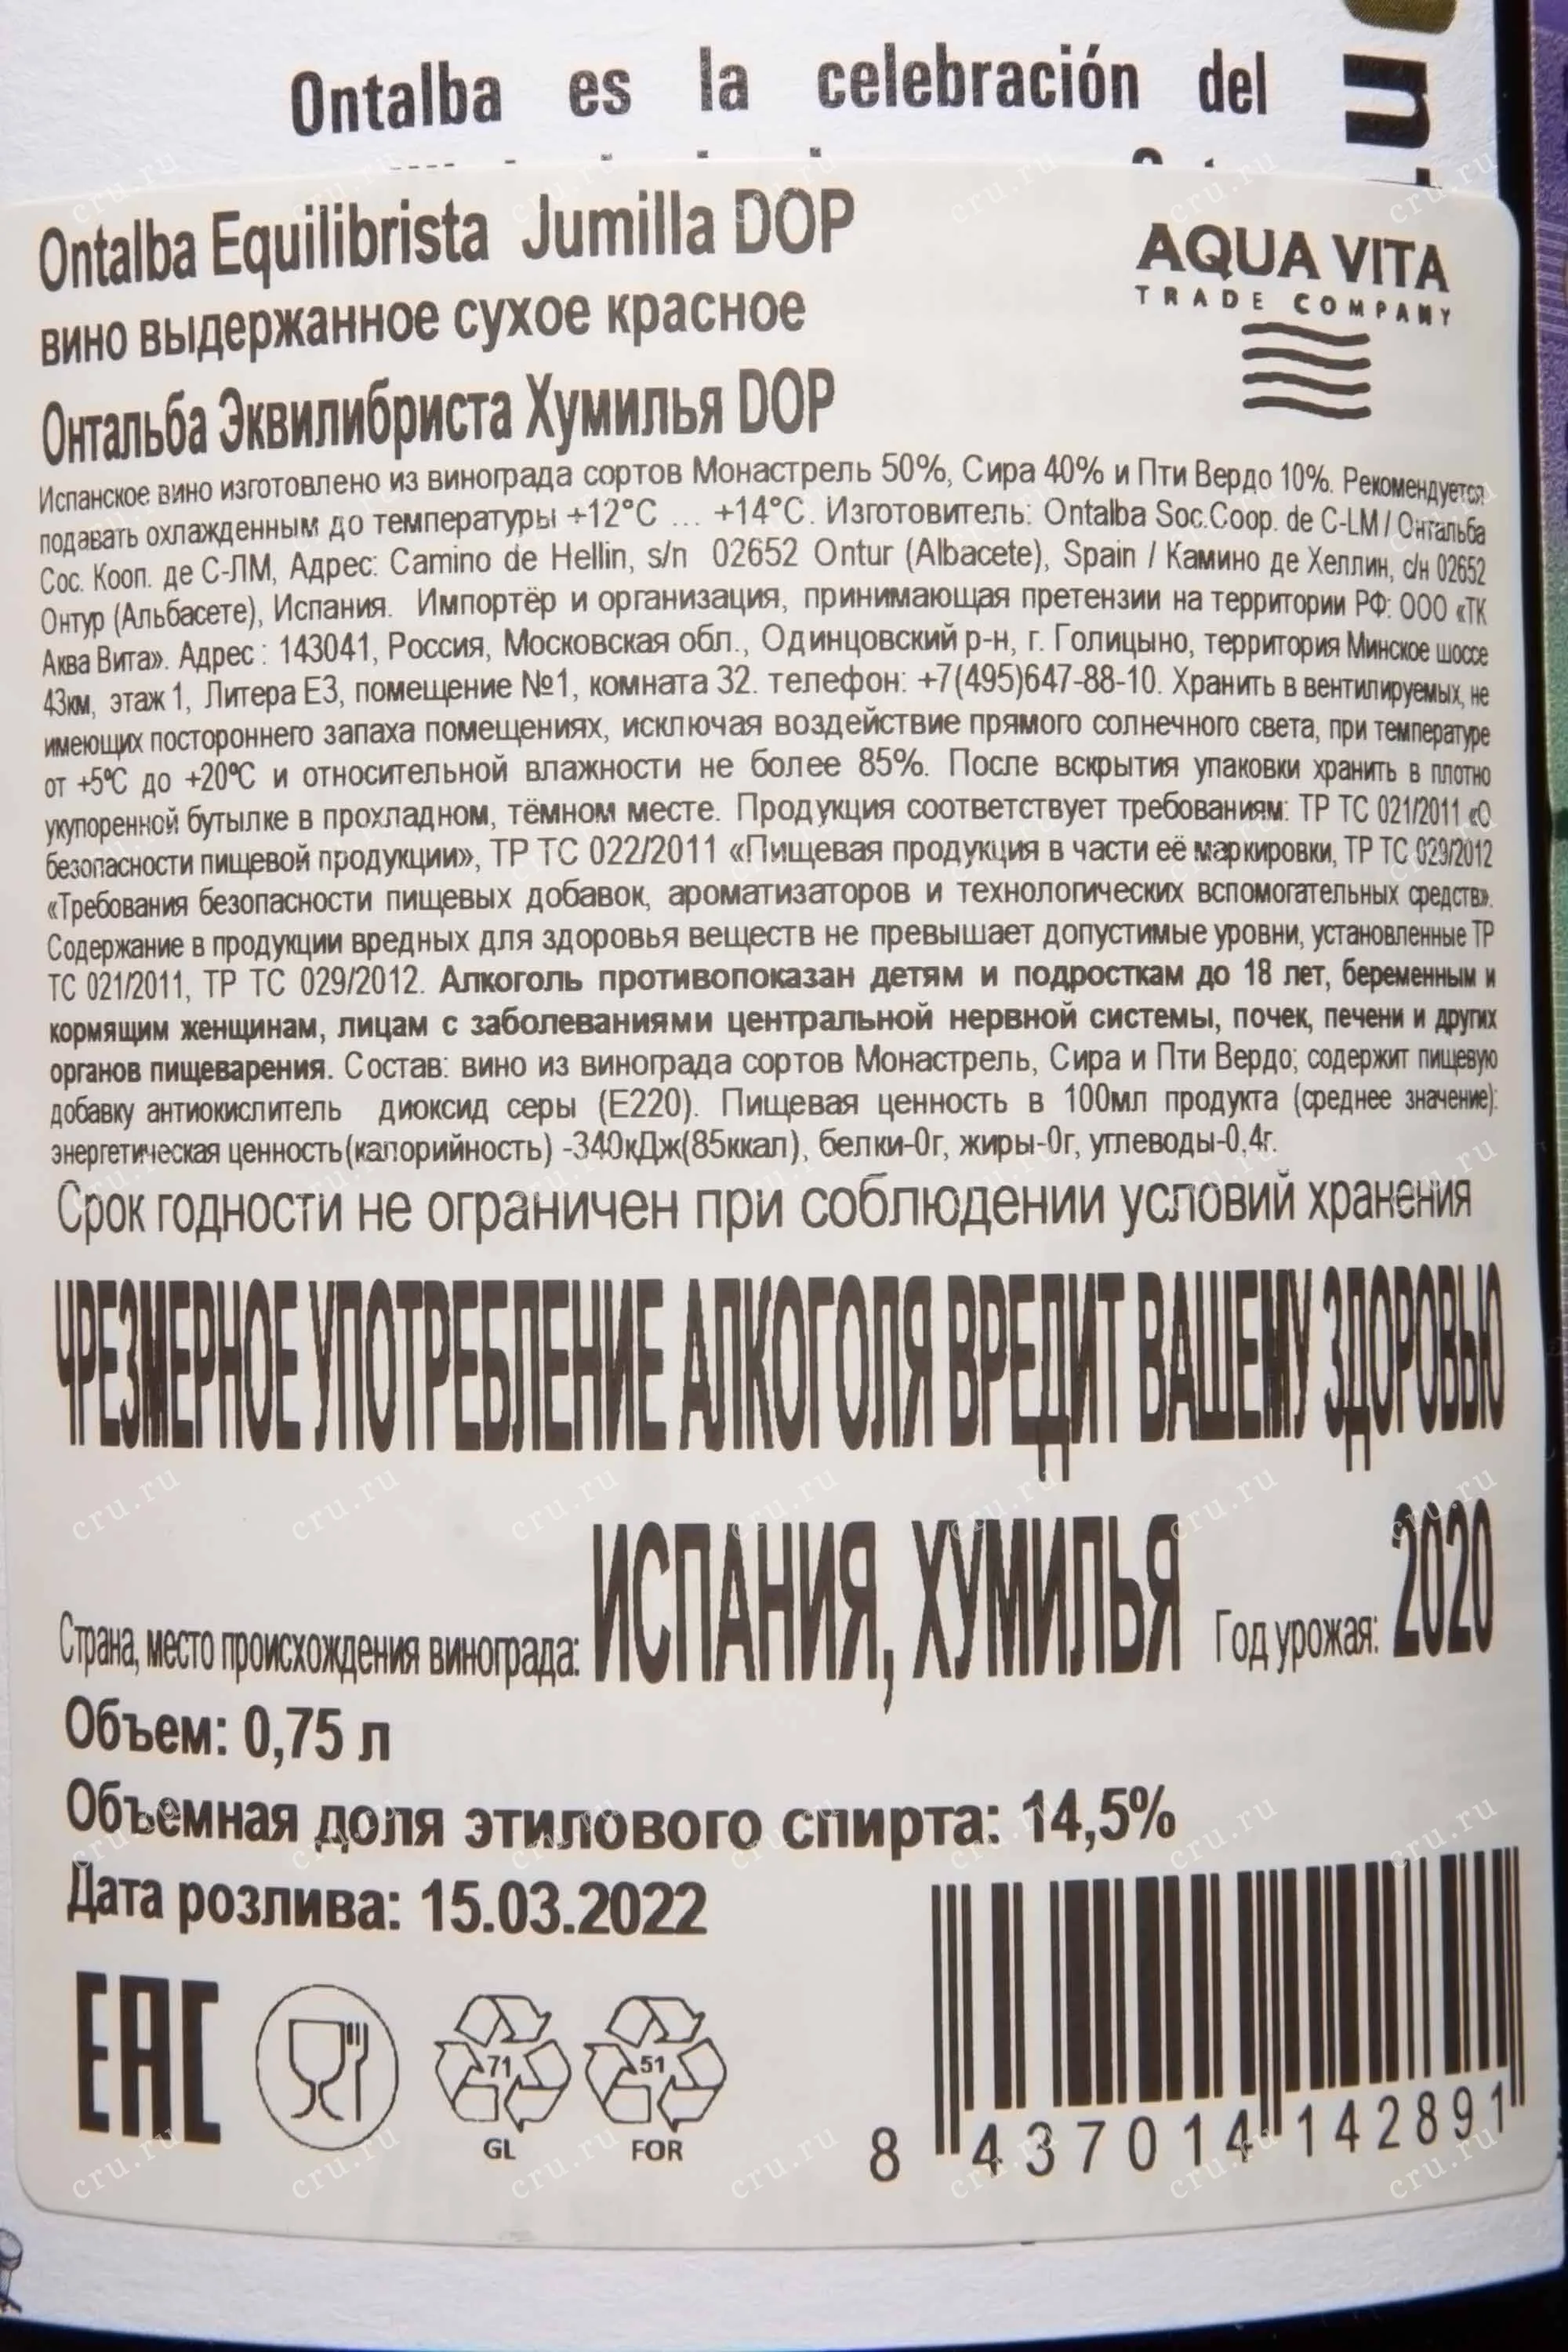 Ontalba es la celebración del
Ontalba Equilibrista Jumilla DOP
AQUA VITA
TRADE COMPANY
вино выдержанное сухое красное
Онтальба Эквилибриста Хумилья DOP
Испанское вино изготовлено из винограда сортов Монастрель 50%, Сира 40% и Пти Вердо 10%. Рекомендуется
подавать охлажденным до температуры +12°C ... +14°C. Изготовитель: Ontalba Soc.Coop. de C-LM / Онтальба
Сос. Кооп. де С-ЛМ, Адрес: Camino de Hellin, s/n 02652 Ontur (Albacete), Spain / Камино де Хеллин, с/н 02652
Онтур (Альбасете), Испания. Импортёр и организация, принимающая претензии на территории РФ: ООО «ТК
Аква Вита». Адрес : 143041, Россия, Московская обл., Одинцовский р-н, г. Голицыно, территория Минское шоссе
43км, этаж 1, Литера Е3, помещение №1, комната 32. телефон: +7(495)647-88-10. Хранить в вентилируемых, не
имеющих постороннего запаха помещениях, исключая воздействие прямого солнечного света, при температуре
от +5°C до +20°C и относительной влажности не более 85%. После вскрытия упаковки хранить в плотно
укупоренной бутылке в прохладном, тёмном месте. Продукция соответствует требованиям: ТР ТС 021/2011 «О
безопасности пищевой продукции», ТР ТС 022/2011 «Пищевая продукция в части её маркировки, ТР ТС 029/2012
«Требования безопасности пищевых добавок, ароматизаторов и технологических вспомогательных средств».
Содержание в продукции вредных для здоровья веществ не превышает допустимые уровни, установленные ТР
ТС 021/2011, ТР ТС 029/2012. Алкоголь противопоказан детям и подросткам до 18 лет, беременным и
кормящим женщинам, лицам с заболеваниями центральной нервной системы, почек, печени и других
органов пищеварения. Состав: вино из винограда сортов Монастрель, Сира и Пти Вердо; содержит пищевую
добавку антиокислитель диоксид серы (E220). Пищевая ценность в 100мл продукта (среднее значение):
энергетическая ценность(калорийность) -340кДж(85ккал), белки-0г, жиры-0г, углеводы-0,4г.
Срок годности не ограничен при соблюдении условий хранения
ЧРЕЗМЕРНОЕ УПОТРЕБЛЕНИЕ АЛКОГОЛЯ ВРЕДИТ ВАШЕМУ ЗДОРОВЬЮ
Страна, место происхождения винограда: ИСПАНИЯ, ХУМИЛЬЯ Год урожая: 2020
Объем: 0,75 л
Объемная доля этилового спирта: 14,5%
Дата розлива: 15.03.2022
EAC
71
GL
51
FOR
8 437014 142891
cru.ru